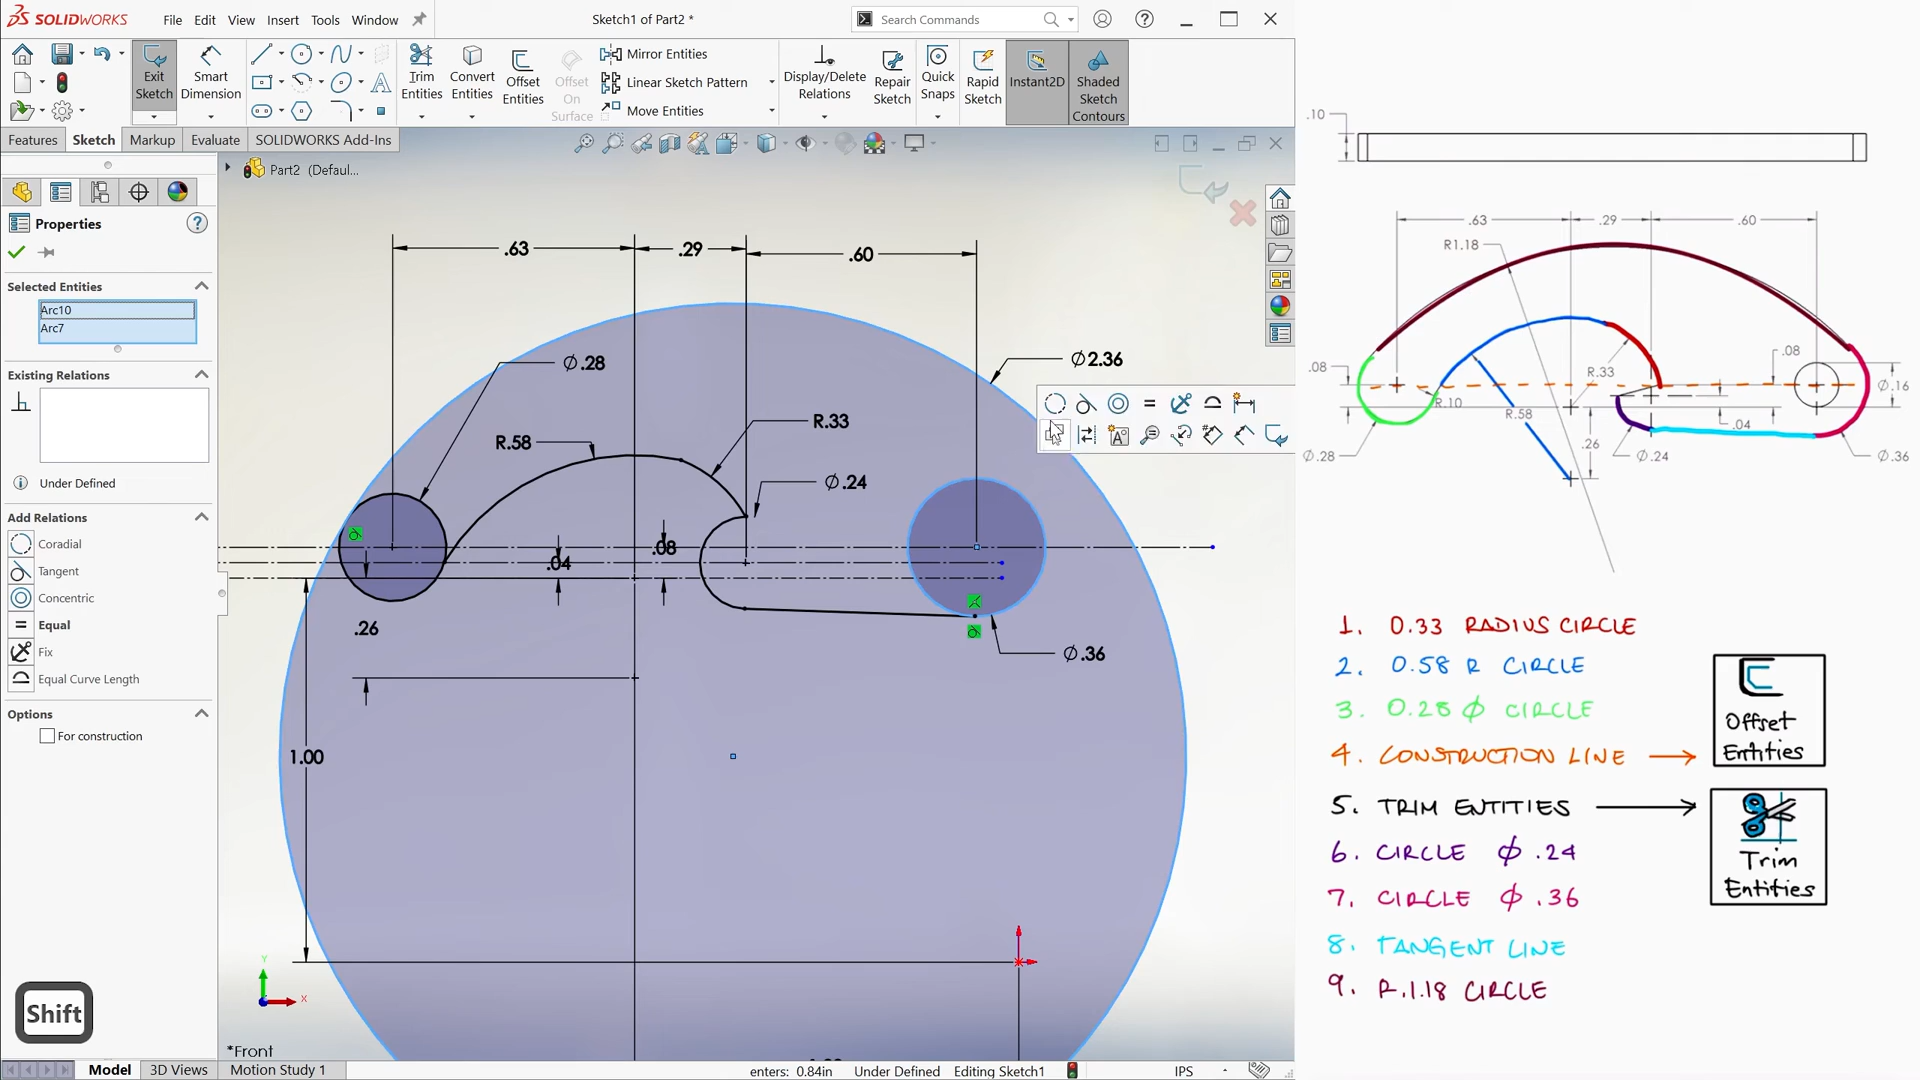 SOLIDWORKS
File
Edit
View
Insert
Tools
Window
Sketch1 of Part2 *
Search Commands
Exit
Sketch
Smart
Dimension
Trim
Entities
Convert
Entities
Offset
Entities
Offset
On
Surface
Mirror Entities
Linear Sketch Pattern
Move Entities
Display/Delete
Relations
Repair
Sketch
Quick
Snaps
Rapid
Sketch
Instant2D
Shaded
Sketch
Contours
Features
Sketch
Markup
Evaluate
SOLIDWORKS Add-Ins
Part2 (Defaul...
Properties
Selected Entities
Arc10
Arc7
Existing Relations
Under Defined
Add Relations
Coradial
Tangent
Concentric
Equal
Fix
Equal Curve Length
Options
For construction
.63
.29
.60
∅.28
∅2.36
R.33
R.58
∅.24
.08
.04
.26
∅.36
1.00
Y
X
Shift
*Front
Model
3D Views
Motion Study 1
enters: 0.84in
Under Defined
Editing Sketch1
IPS
.10
.63
.29
.60
R1.18
.08
.08
R.33
∅.16
R.10
R.58
.04
.26
∅.28
∅.24
∅.36
1. 0.33 RADIUS CIRCLE
2. 0.58 R CIRCLE
3. 0.28 ∅ CIRCLE
4. CONSTRUCTION LINE
Offset
Entities
5. TRIM ENTITIES
Trim
Entities
6. CIRCLE ∅ .24
7. CIRCLE ∅ .36
8. TANGENT LINE
9. R.1.18 CIRCLE